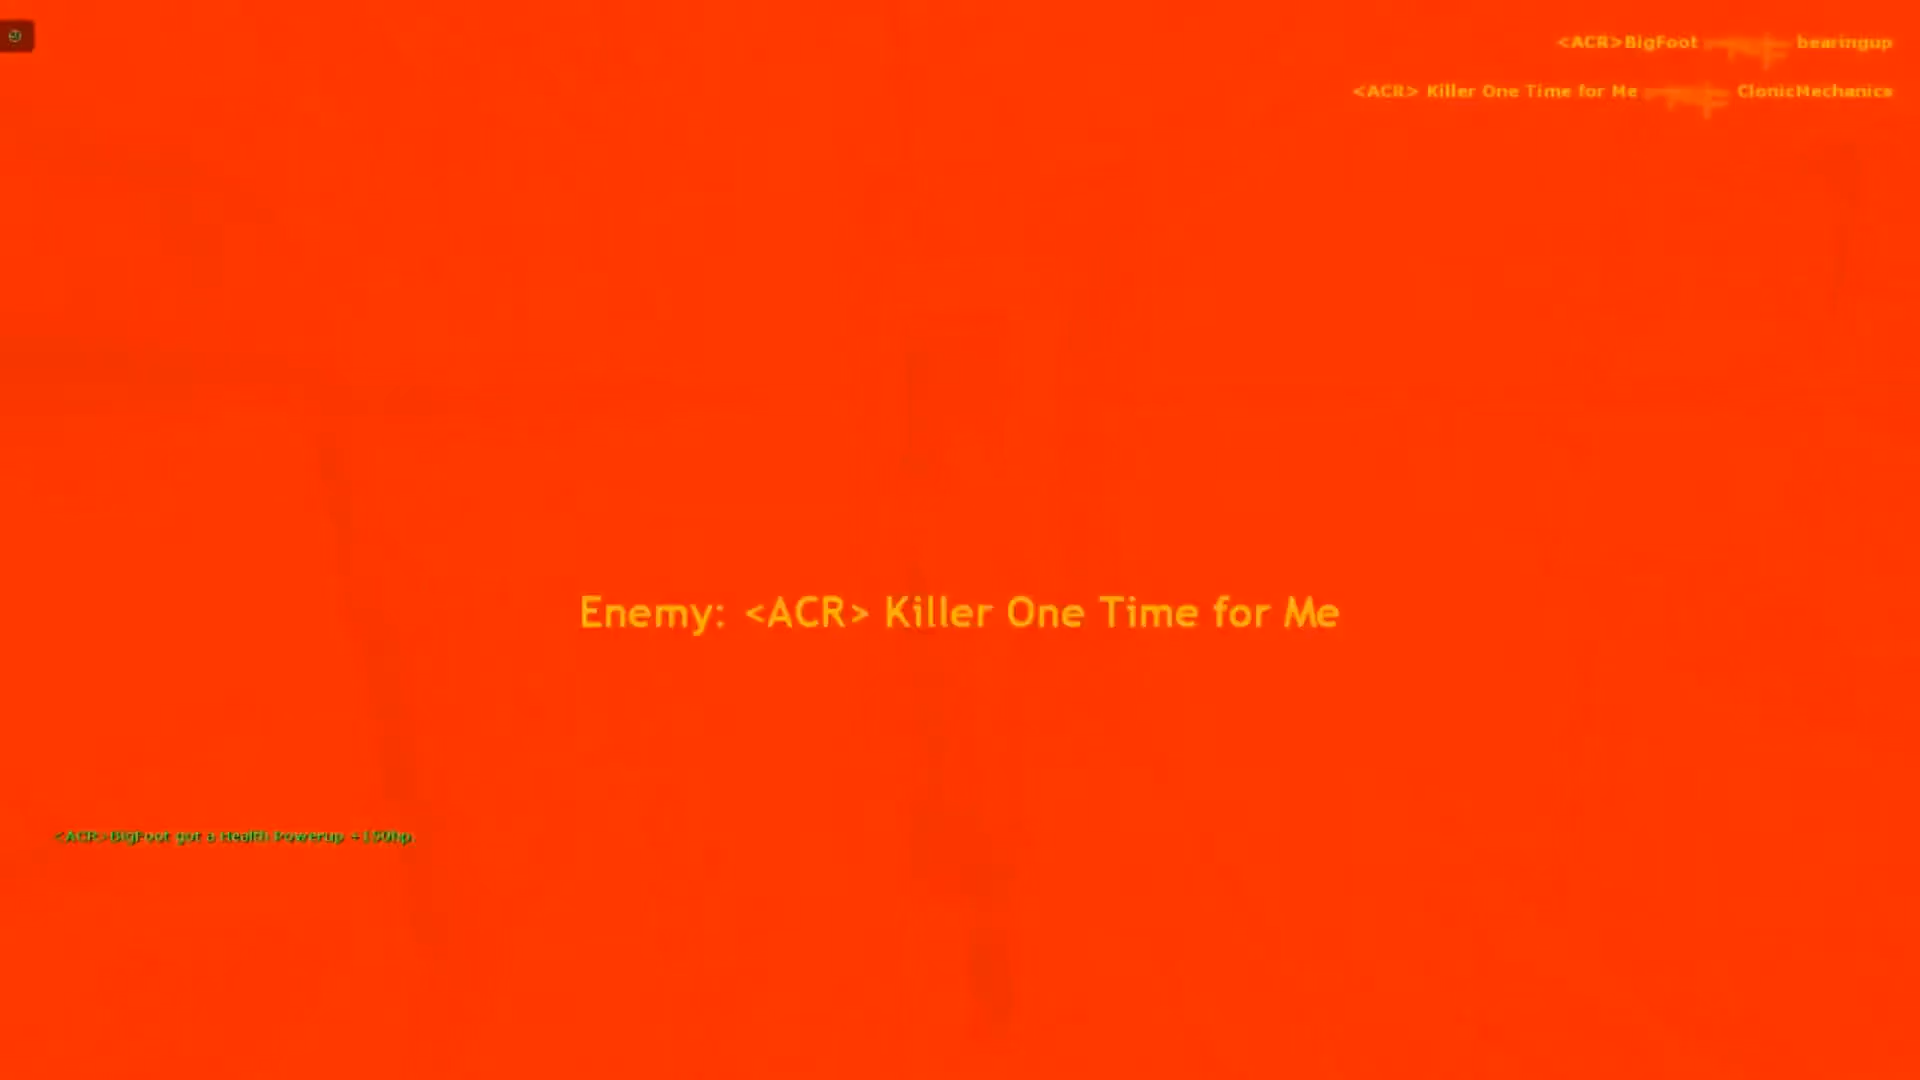 <ACR>BigFoot bearingup
<ACR> Killer One Time for Me ClonicMechanics
Enemy: <ACR> Killer One Time for Me
<ACR>BigFoot got a Health Powerup +150hp